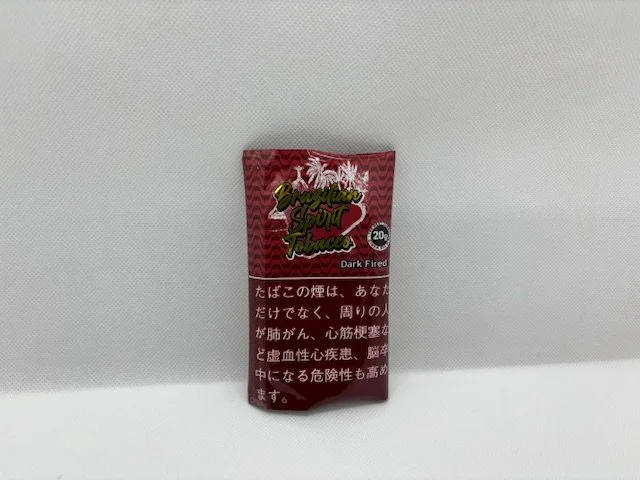 Brazilian
Spirit
Tobacco
20g
Dark Fired
たばこの煙は、あなた
だけでなく、周りの人
が肺がん、心筋梗塞な
ど虚血性心疾患、脳卒
中になる危険性も高め
ます。